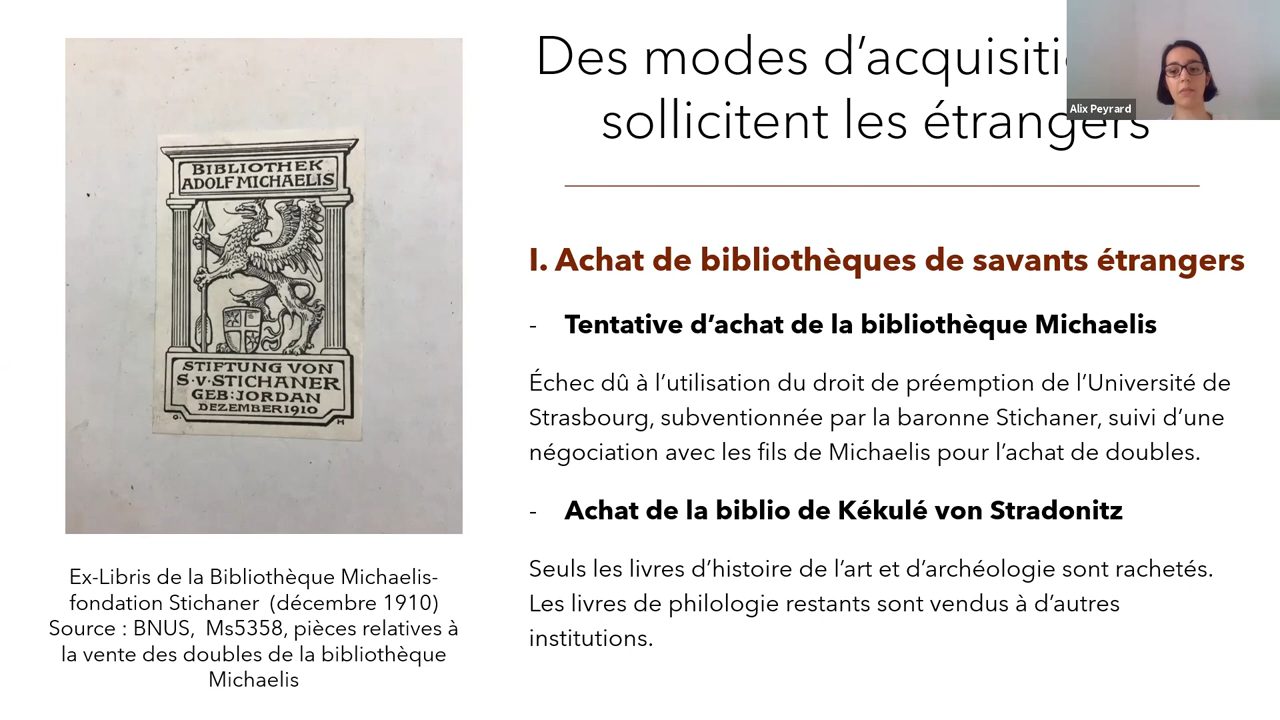 Des modes d'acquisiti
sollicitent les étrangers
Alix Peyrard
BIBLIOTHEK
ADOLF MICHAELIS
STIFTUNG VON
S·V·STICHANER
GEB: JORDAN
DEZEMBER 1910
G. H
Ex-Libris de la Bibliothèque Michaelis-
fondation Stichaner (décembre 1910)
Source : BNUS, Ms5358, pièces relatives à
la vente des doubles de la bibliothèque
Michaelis
I. Achat de bibliothèques de savants étrangers
- Tentative d'achat de la bibliothèque Michaelis
Échec dû à l'utilisation du droit de préemption de l'Université de
Strasbourg, subventionnée par la baronne Stichaner, suivi d'une
négociation avec les fils de Michaelis pour l'achat de doubles.
- Achat de la biblio de Kékulé von Stradonitz
Seuls les livres d'histoire de l'art et d'archéologie sont rachetés.
Les livres de philologie restants sont vendus à d'autres
institutions.